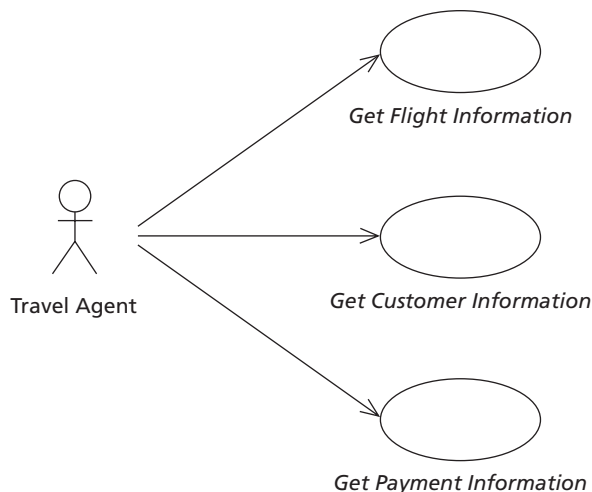 Get Flight Information
Travel Agent
Get Customer Information
Get Payment Information